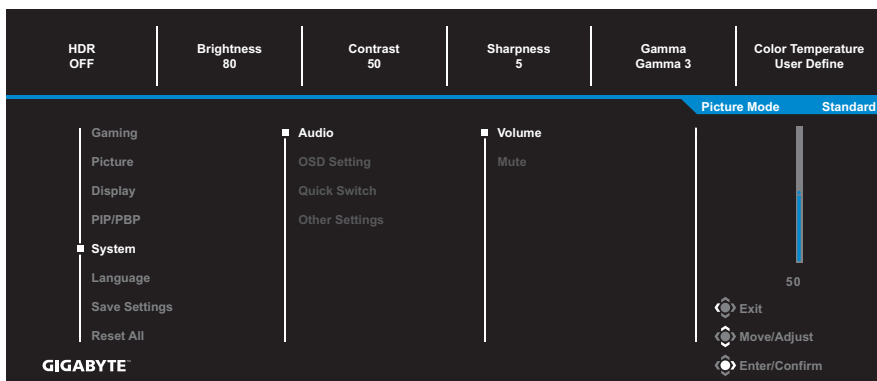 HDR
OFF
Brightness
80
Contrast
50
Sharpness
5
Gamma
Gamma 3
Color Temperature
User Define
Picture Mode Standard
Gaming
Picture
Display
PIP/PBP
System
Language
Save Settings
Reset All
Audio
OSD Setting
Quick Switch
Other Settings
Volume
Mute
50
Exit
Move/Adjust
Enter/Confirm
GIGABYTE™